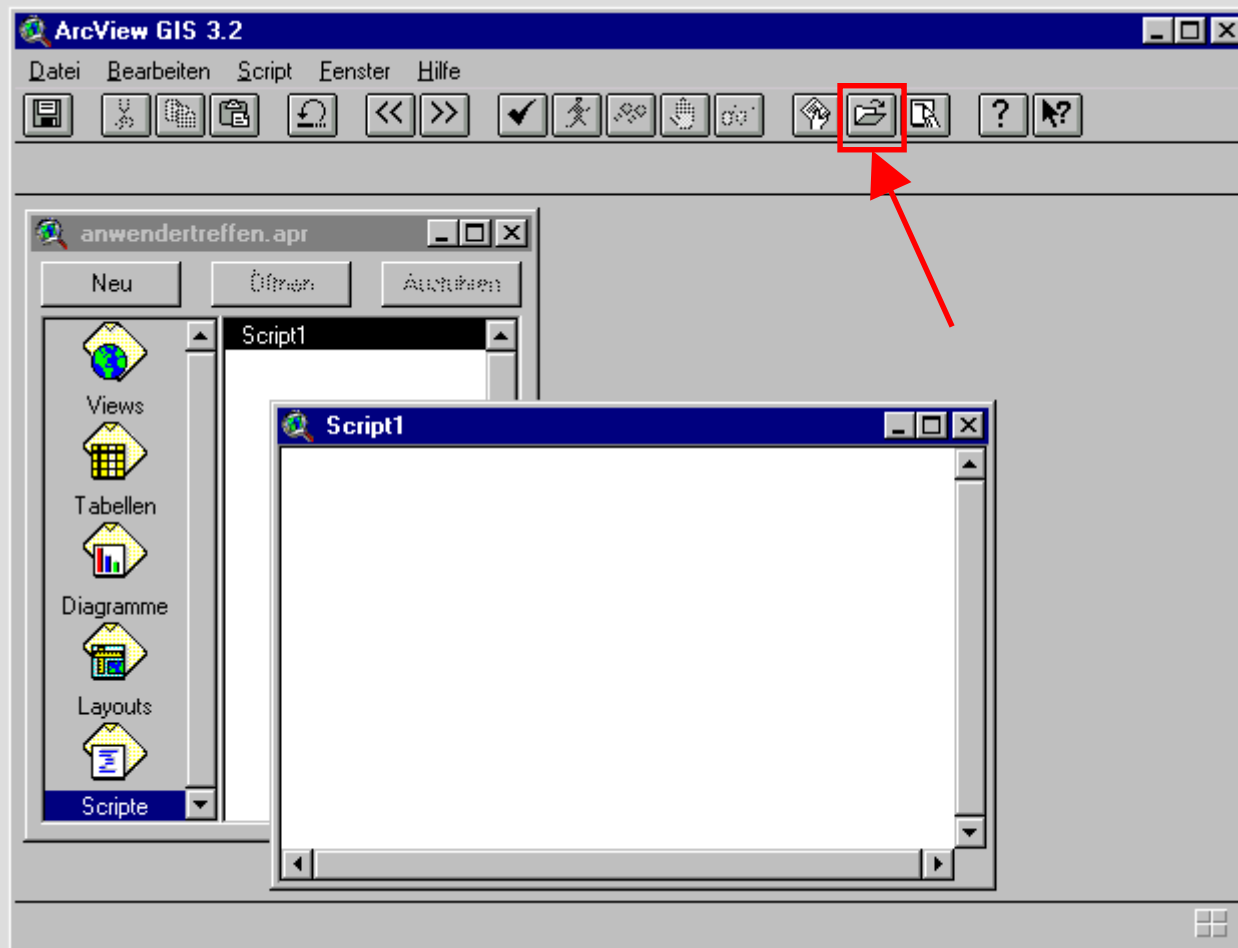 ArcView GIS 3.2
Datei Bearbeiten Script Fenster Hilfe
? ?
anwendertreffen.apr
Neu Öffnen Ausführen
Script1
Views
Tabellen
Diagramme
Layouts
Scripte
Script1